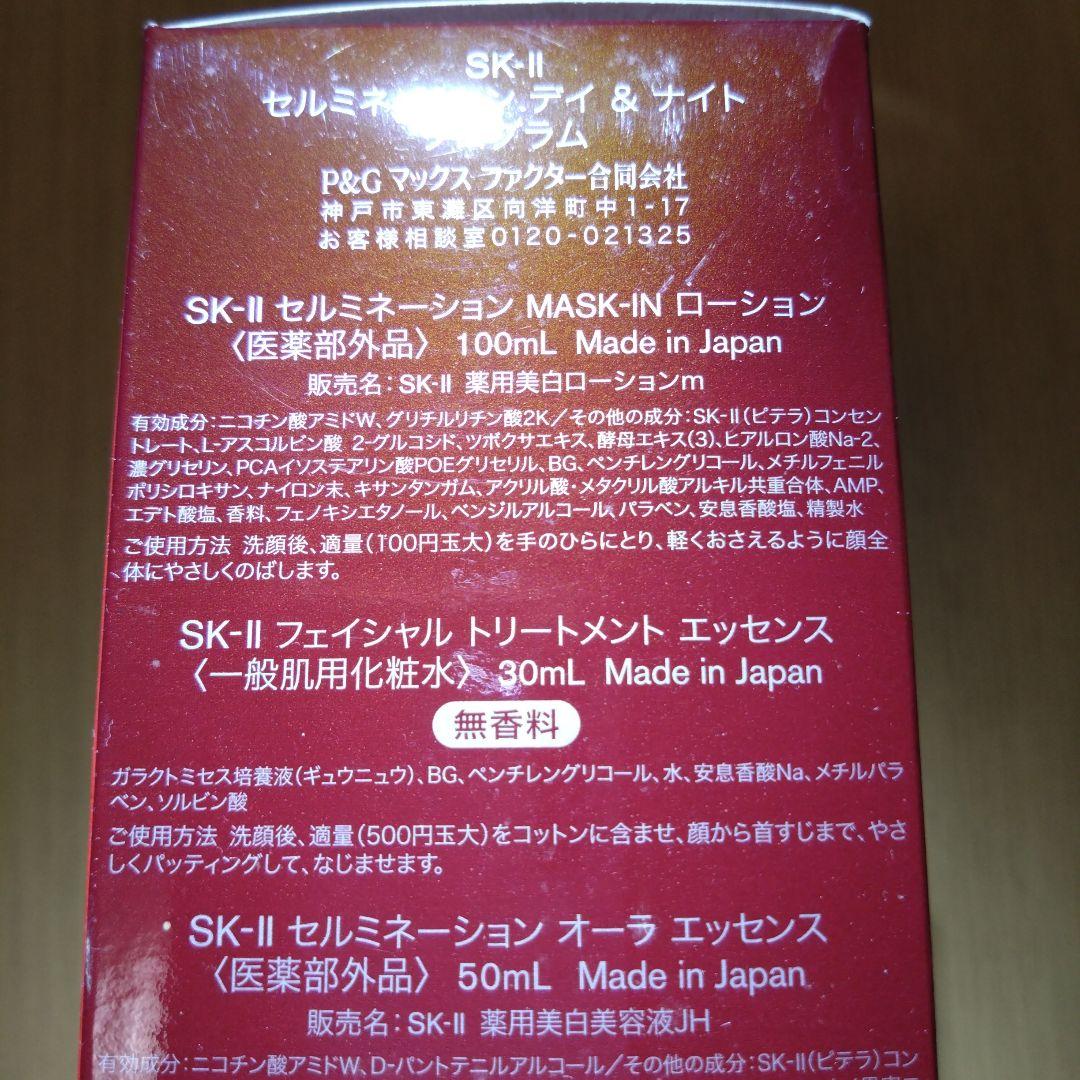 SK-II
セルミネーション デイ & ナイト
プログラム
P&G マックス ファクター合同会社
神戸市東灘区向洋町中1-17
お客様相談室0120-021325
SK-II セルミネーション MASK-IN ローション
〈医薬部外品〉 100mL Made in Japan
販売名：SK-II 薬用美白ローションm
有効成分：ニコチン酸アミドW、グリチルリチン酸2K／その他の成分：SK-II（ピテラ）コンセン
トレート、L-アスコルビン酸 2-グルコシド、ツボクサエキス、酵母エキス(3)、ヒアルロン酸Na-2、
濃グリセリン、PCAイソステアリン酸POEグリセリル、BG、ペンチレングリコール、メチルフェニル
ポリシロキサン、ナイロン末、キサンタンガム、アクリル酸・メタクリル酸アルキル共重合体、AMP、
エデト酸塩、香料、フェノキシエタノール、ベンジルアルコール、パラベン、安息香酸塩、精製水
ご使用方法 洗顔後、適量（100円玉大）を手のひらにとり、軽くおさえるように顔全
体にやさしくのばします。
SK-II フェイシャル トリートメント エッセンス
〈一般肌用化粧水〉 30mL Made in Japan
無香料
ガラクトミセス培養液（ギュウニュウ）、BG、ペンチレングリコール、水、安息香酸Na、メチルパラ
ベン、ソルビン酸
ご使用方法 洗顔後、適量（500円玉大）をコットンに含ませ、顔から首すじまで、やさ
しくパッティングして、なじませます。
SK-II セルミネーション オーラ エッセンス
〈医薬部外品〉 50mL Made in Japan
販売名：SK-II 薬用美白美容液JH
有効成分：ニコチン酸アミドW、D-パントテニルアルコール／その他の成分：SK-II（ピテラ）コン